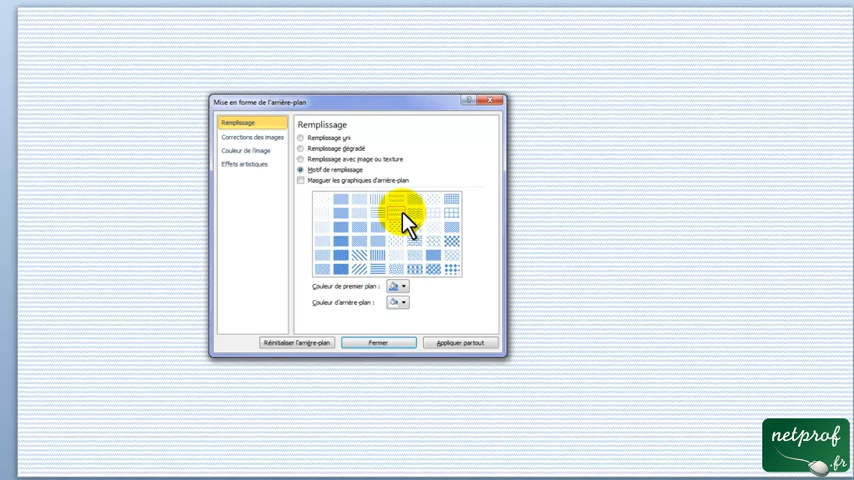 Mise en forme de l'arrière-plan
Remplissage
Corrections des images
Couleur de l'image
Effets artistiques
Remplissage
Remplissage uni
Remplissage dégradé
Remplissage avec image ou texture
Motif de remplissage
Masquer les graphiques d'arrière-plan
Couleur de premier plan :
Couleur d'arrière-plan :
Réinitialiser l'arrière-plan
Fermer
Appliquer partout
netprof
.fr